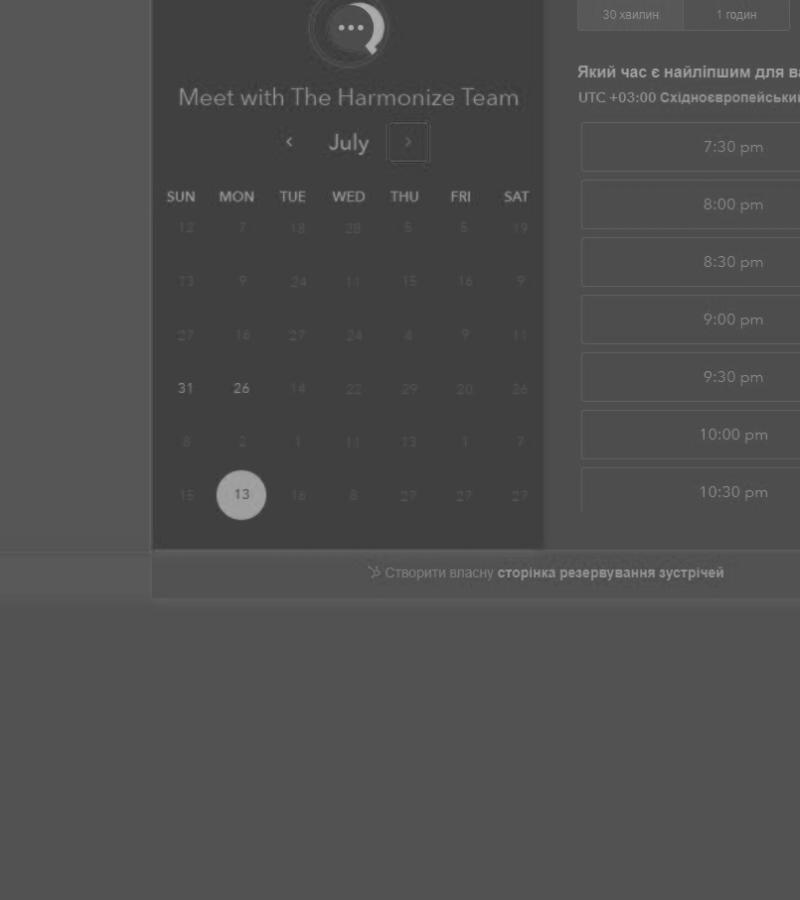 30 хвилин 1 годин
Meet with The Harmonize Team
July
SUN MON TUE WED THU FRI SAT
12 7 18 28 5 5 19
13 9 24 11 15 16 9
27 16 27 24 4 9 11
31 26 14 22 29 20 26
8 2 1 11 13 1 7
15 13 16 8 27 27 27
Який час є найліпшим для ва
UTC +03:00 Східноєвропейськи
7:30 pm
8:00 pm
8:30 pm
9:00 pm
9:30 pm
10:00 pm
10:30 pm
Створити власну сторінка резервування зустрічей